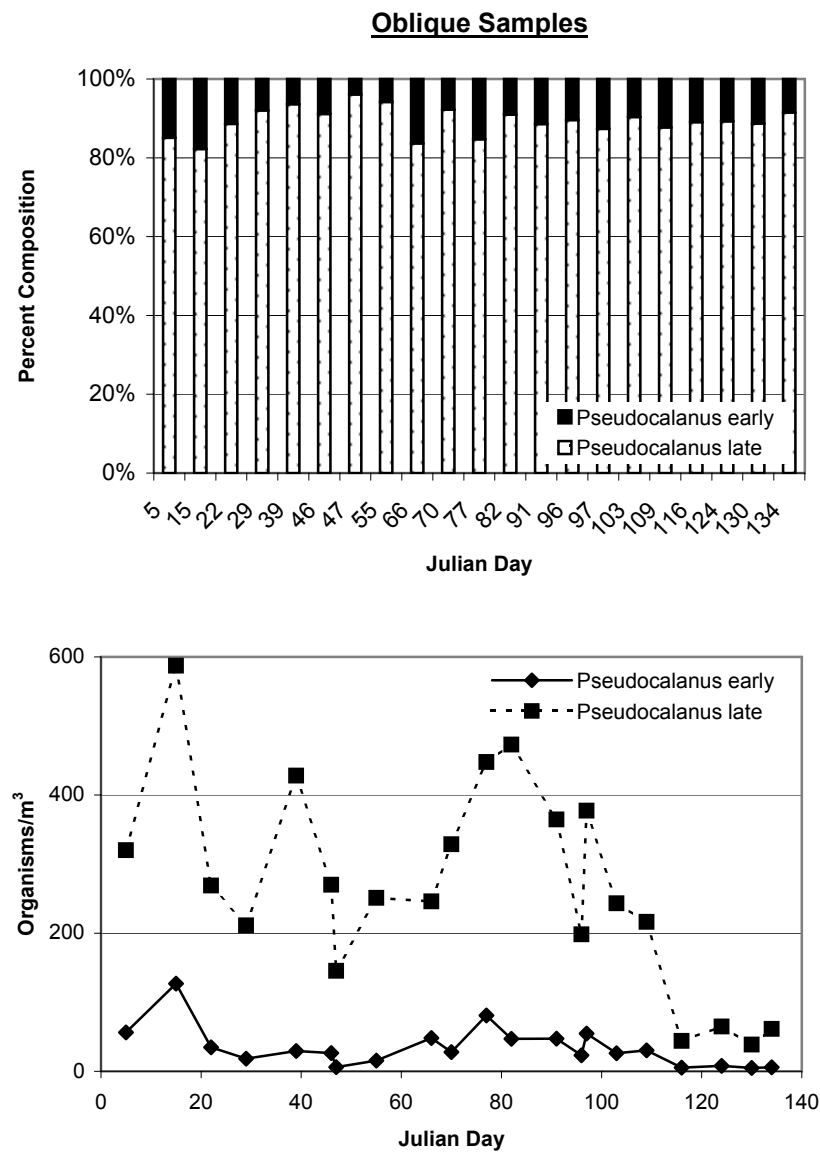 Oblique Samples
100%
80%
60%
40%
20%
0%
Percent Composition
Pseudocalanus early
Pseudocalanus late
5 15 22 29 39 46 47 55 66 70 77 82 91 96 97 103 109 116 124 130 134
Julian Day
600
400
200
0
Organisms/m³
Pseudocalanus early
Pseudocalanus late
0 20 40 60 80 100 120 140
Julian Day